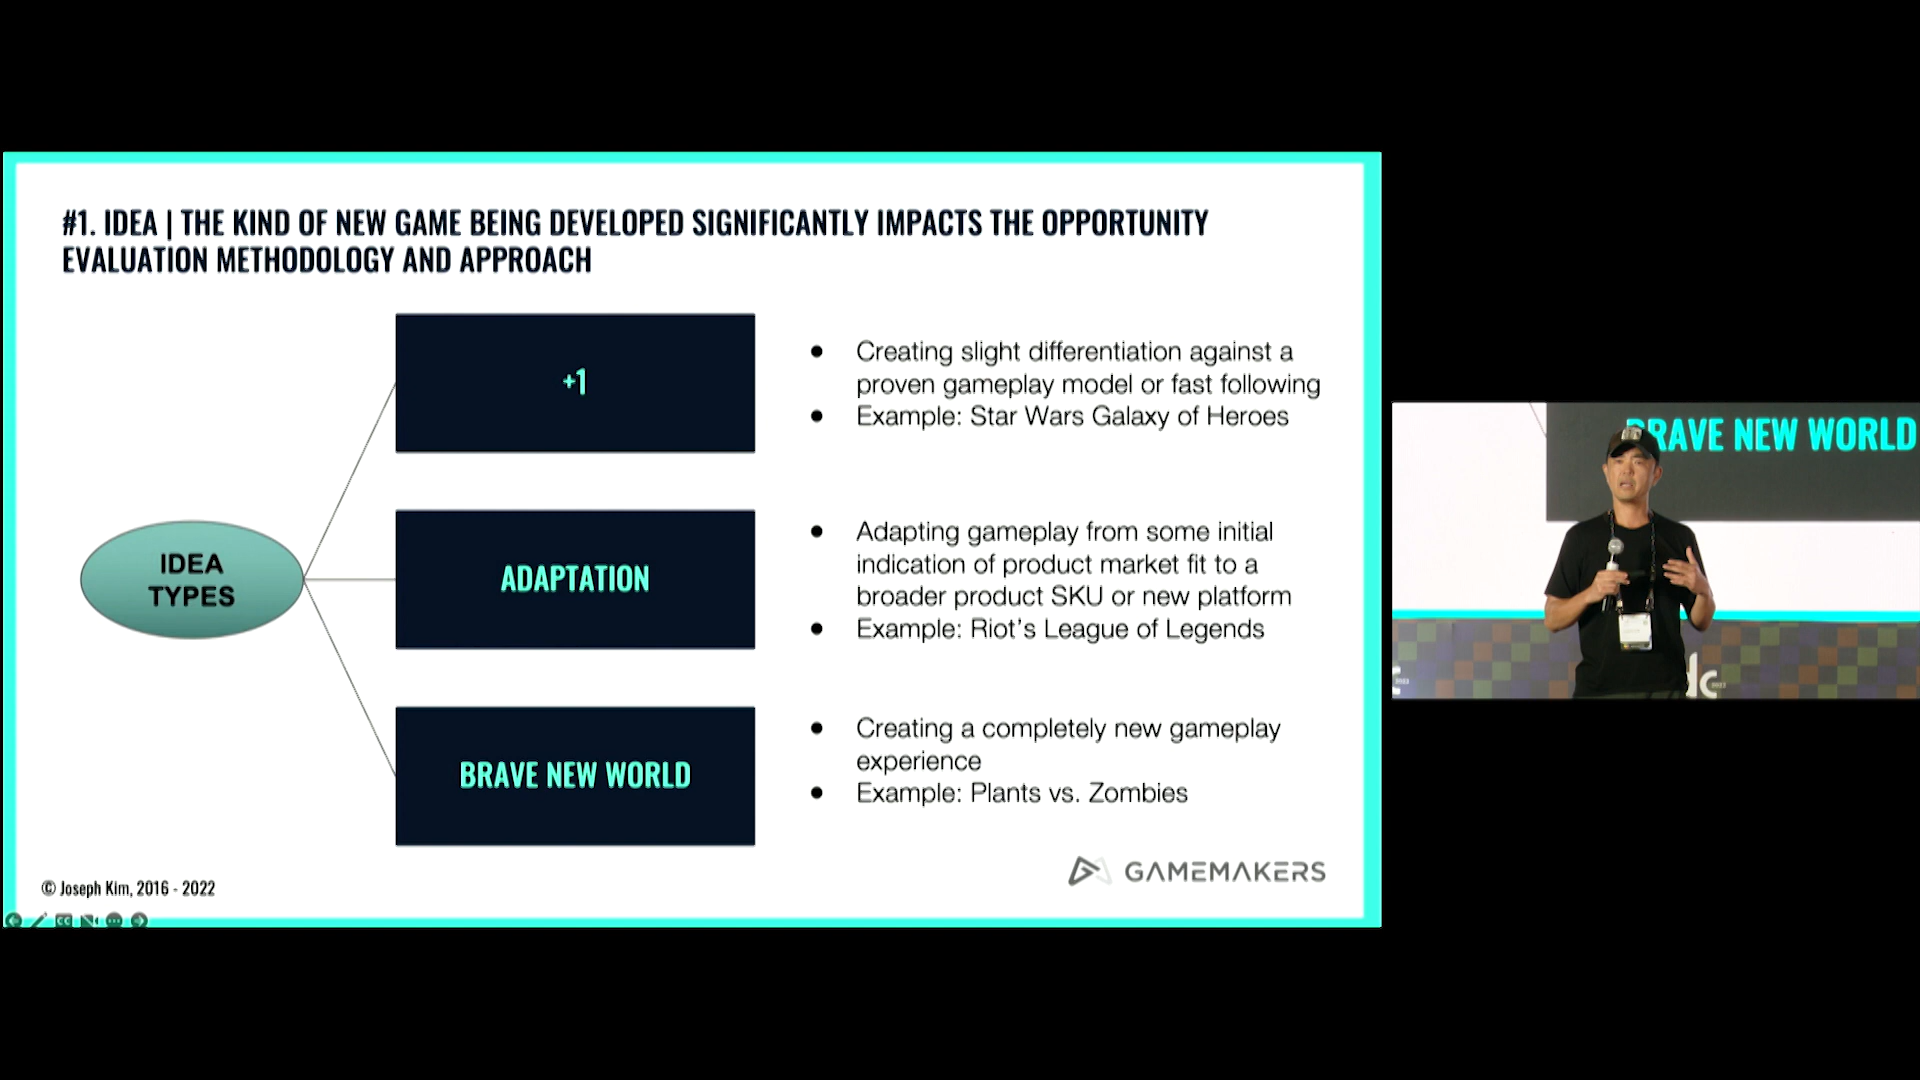 #1. IDEA | THE KIND OF NEW GAME BEING DEVELOPED SIGNIFICANTLY IMPACTS THE OPPORTUNITY
EVALUATION METHODOLOGY AND APPROACH
IDEA
TYPES
+1
● Creating slight differentiation against a
proven gameplay model or fast following
● Example: Star Wars Galaxy of Heroes
ADAPTATION
● Adapting gameplay from some initial
indication of product market fit to a
broader product SKU or new platform
● Example: Riot's League of Legends
BRAVE NEW WORLD
● Creating a completely new gameplay
experience
● Example: Plants vs. Zombies
GAMEMAKERS
© Joseph Kim, 2016 - 2022
CC
BRAVE NEW WORLD
dc